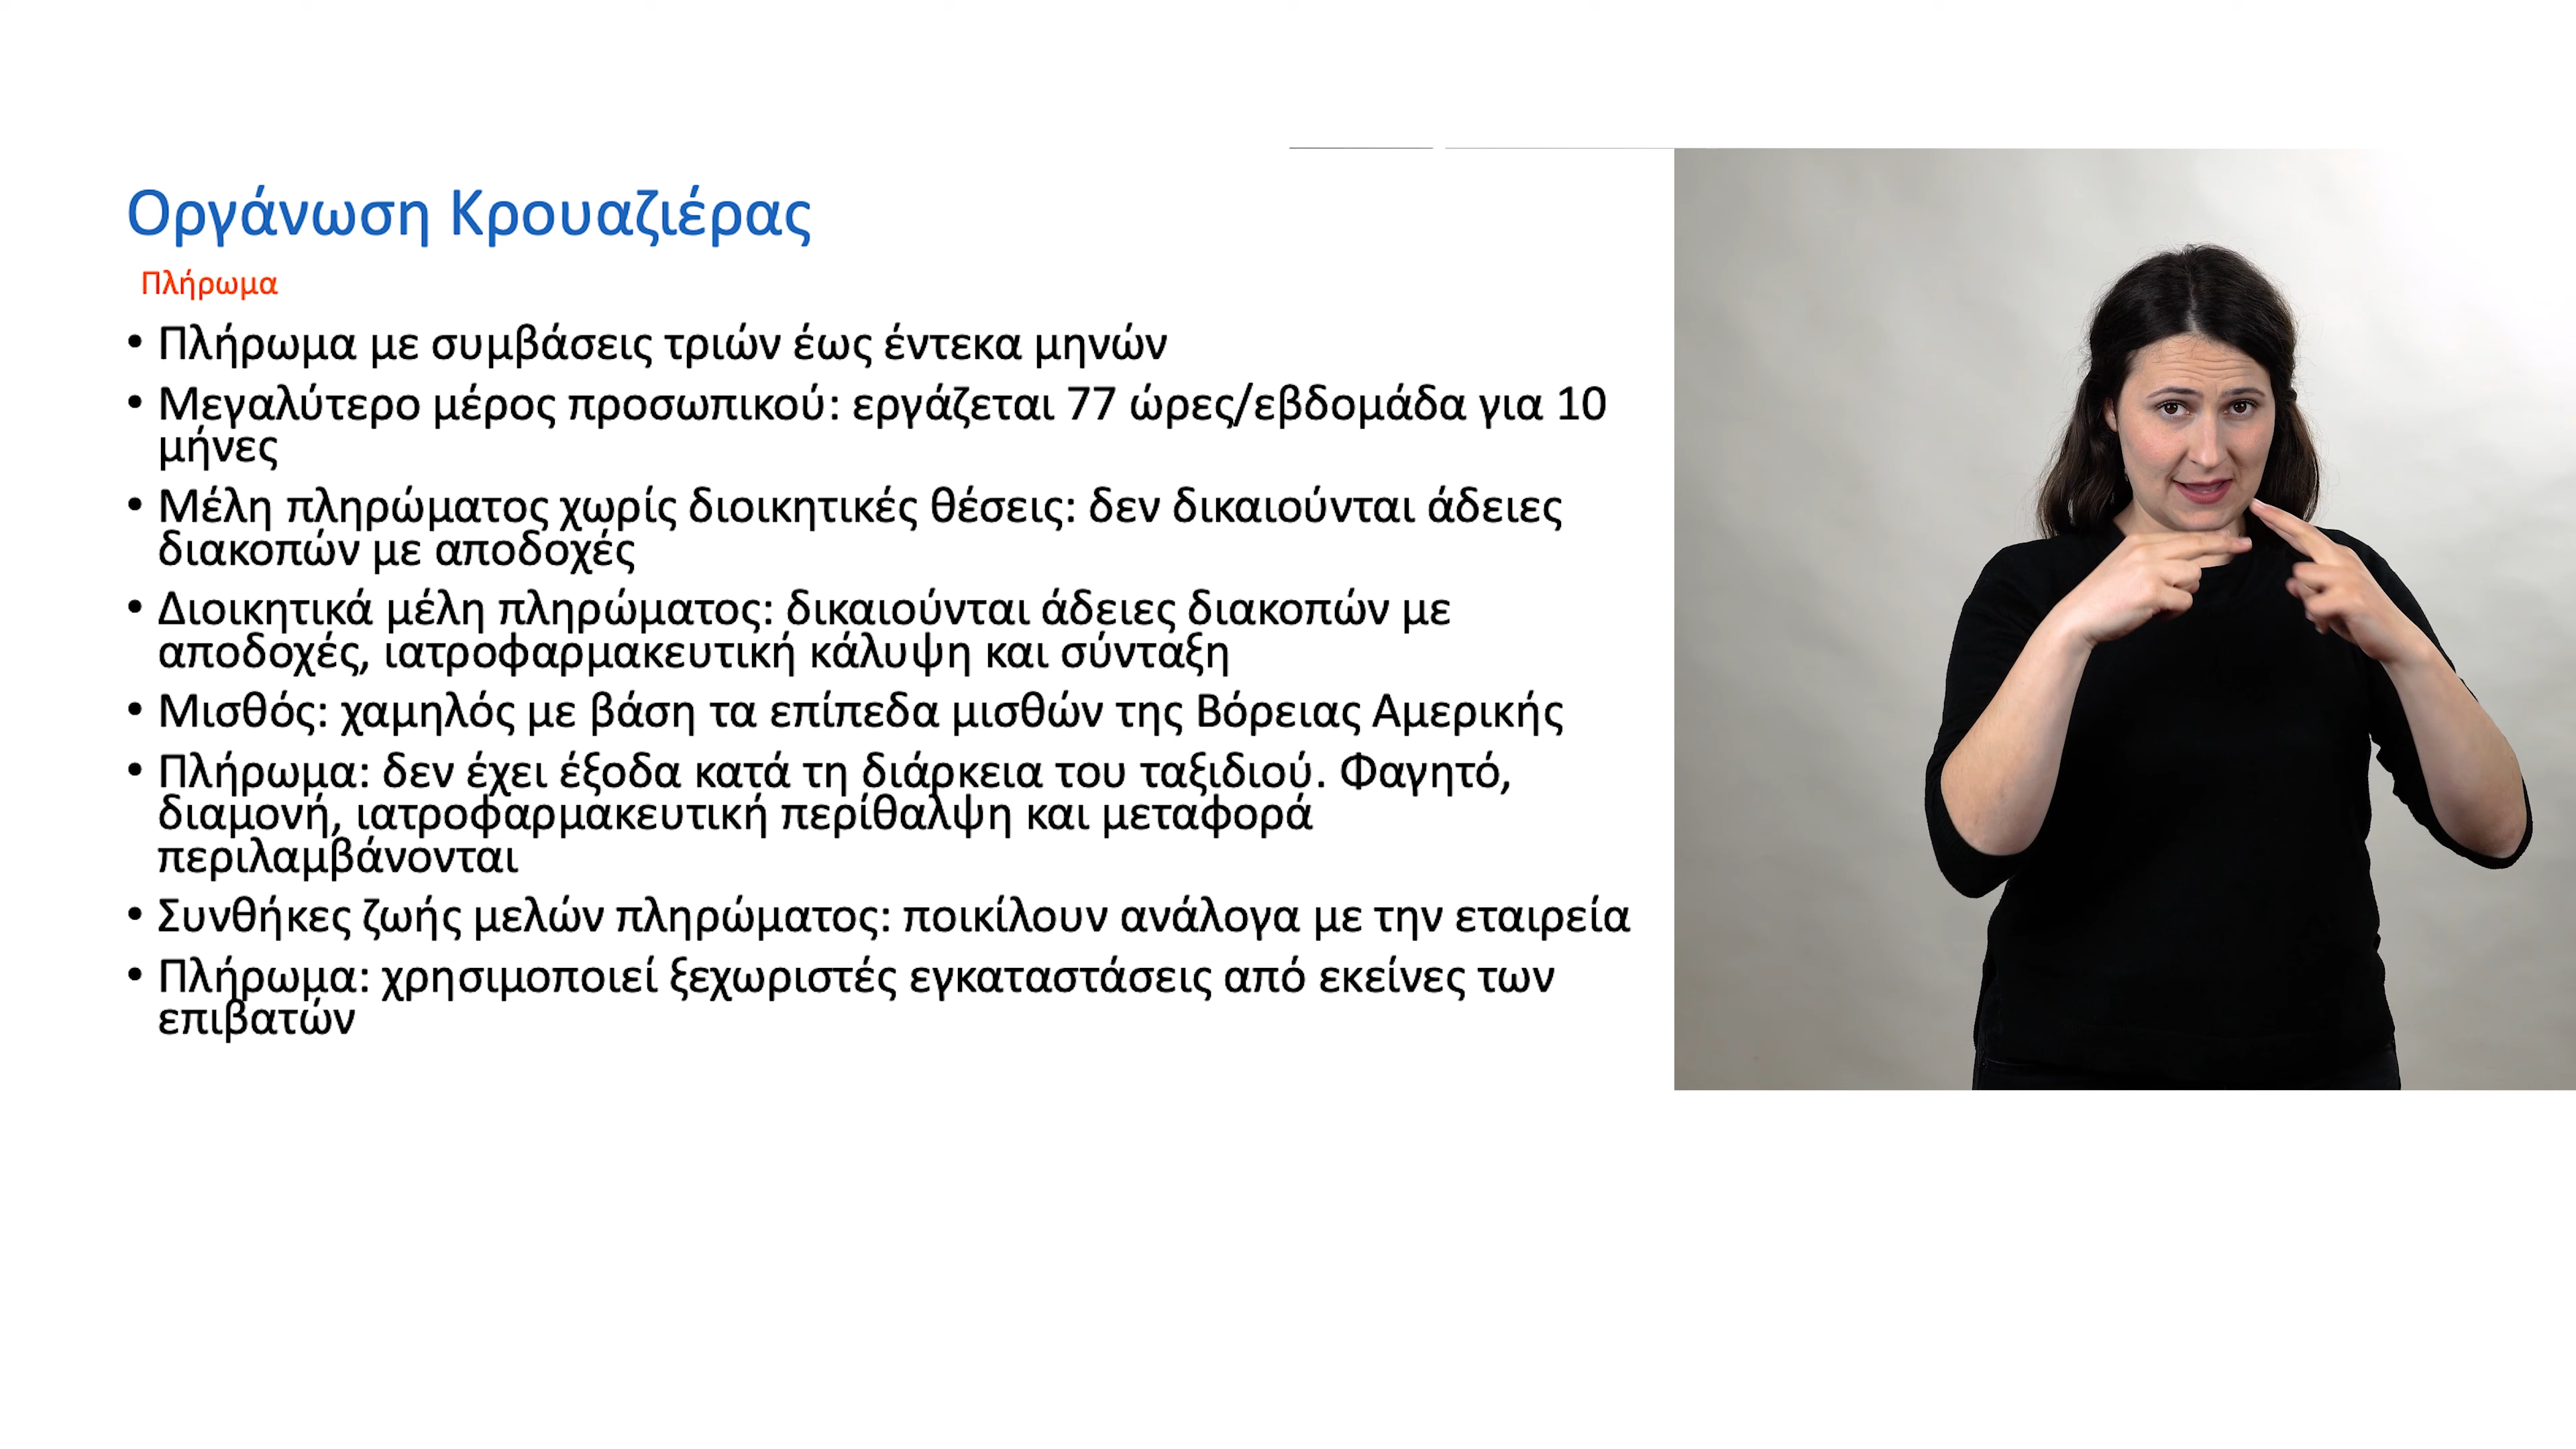 Οργάνωση Κρουαζιέρας
Πλήρωμα
• Πλήρωμα με συμβάσεις τριών έως έντεκα μηνών
• Μεγαλύτερο μέρος προσωπικού: εργάζεται 77 ώρες/εβδομάδα για 10
μήνες
• Μέλη πληρώματος χωρίς διοικητικές θέσεις: δεν δικαιούνται άδειες
διακοπών με αποδοχές
• Διοικητικά μέλη πληρώματος: δικαιούνται άδειες διακοπών με
αποδοχές, ιατροφαρμακευτική κάλυψη και σύνταξη
• Μισθός: χαμηλός με βάση τα επίπεδα μισθών της Βόρειας Αμερικής
• Πλήρωμα: δεν έχει έξοδα κατά τη διάρκεια του ταξιδιού. Φαγητό,
διαμονή, ιατροφαρμακευτική περίθαλψη και μεταφορά
περιλαμβάνονται
• Συνθήκες ζωής μελών πληρώματος: ποικίλουν ανάλογα με την εταιρεία
• Πλήρωμα: χρησιμοποιεί ξεχωριστές εγκαταστάσεις από εκείνες των
επιβατών